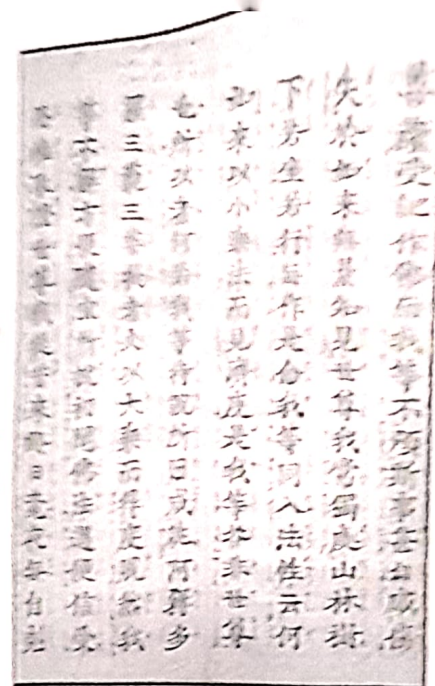 菩薩受記作佛而我等不預斯事甚自感傷
失於如來無量知見世尊我常獨處山林樹
下若坐若行每作是念我等同入法性云何
如來以小乘法而見濟度是我等咎非世尊
也所以者何若我等待說所因成就阿耨多
羅三藐三菩提者必以大乘而得度脫然我
等不解方便隨宜所說初聞佛法遇便信受
思惟取證世尊我從昔來終日竟夜每自剋